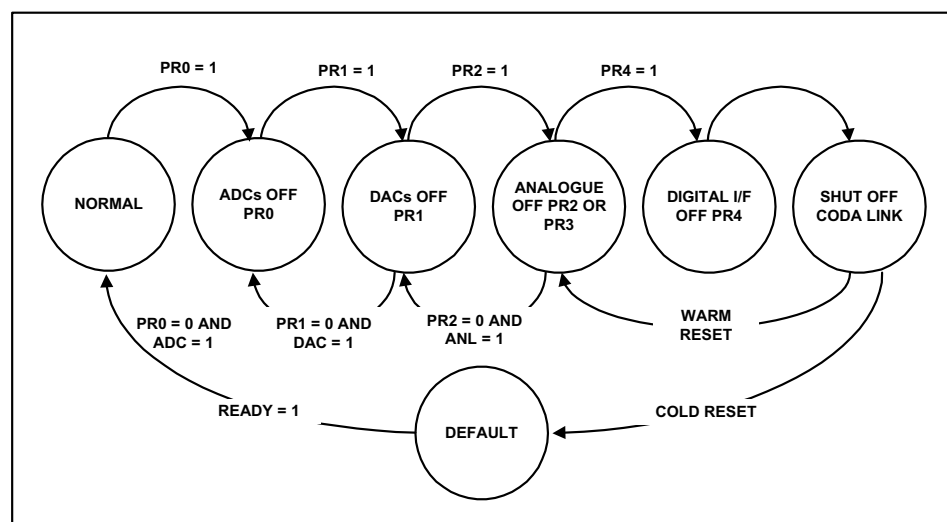 PR0 = 1
PR1 = 1
PR2 = 1
PR4 = 1
NORMAL
ADCs OFF
PR0
DACs OFF
PR1
ANALOGUE
OFF PR2 OR
PR3
DIGITAL I/F
OFF PR4
SHUT OFF
CODA LINK
PR0 = 0 AND
ADC = 1
PR1 = 0 AND
DAC = 1
PR2 = 0 AND
ANL = 1
WARM
RESET
READY = 1
DEFAULT
COLD RESET